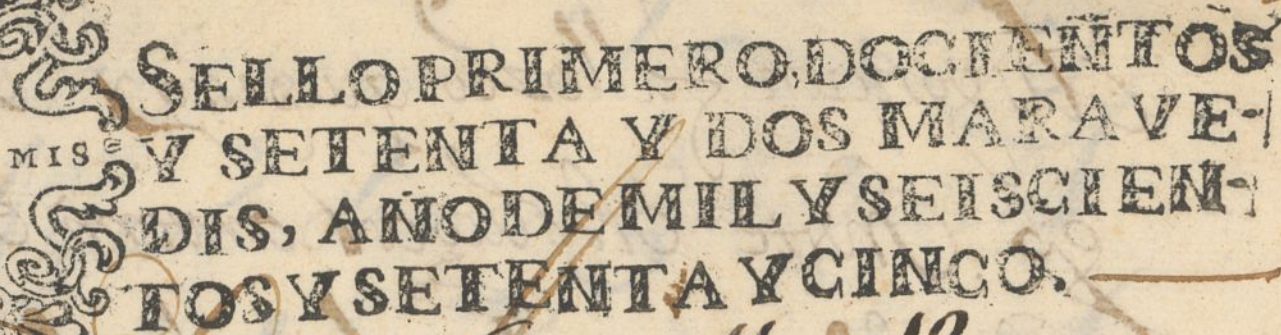 SELLO PRIMERO, DOCIENTOS
Y SETENTA Y DOS MARAVE-
MIS
DIS, AÑO DE MIL Y SEISCIEN-
TOS Y SETENTA Y CINCO.